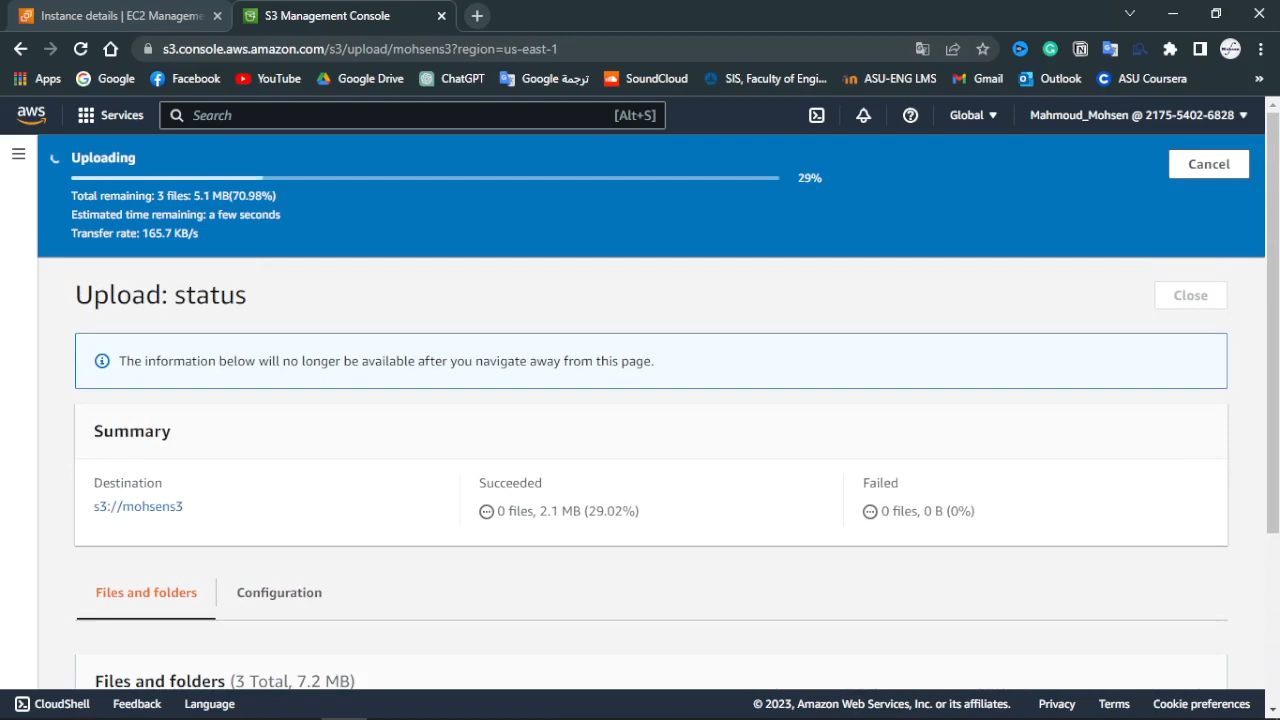 Instance details | EC2 Manageme
S3 Management Console
s3.console.aws.amazon.com/s3/upload/mohsens3?region=us-east-1
Apps
Google
Facebook
YouTube
Google Drive
ChatGPT
Google ترجمة
SoundCloud
SIS, Faculty of Engi...
ASU-ENG LMS
Gmail
Outlook
ASU Coursera
»
aws
Services
Search
[Alt+S]
Global
Mahmoud_Mohsen @ 2175-5402-6828
Uploading
Cancel
29%
Total remaining: 3 files: 5.1 MB(70.98%)
Estimated time remaining: a few seconds
Transfer rate: 165.7 KB/s
Upload: status
Close
The information below will no longer be available after you navigate away from this page.
Summary
Destination
s3://mohsens3
Succeeded
0 files, 2.1 MB (29.02%)
Failed
0 files, 0 B (0%)
Files and folders
Configuration
Files and folders (3 Total, 7.2 MB)
CloudShell
Feedback
Language
© 2023, Amazon Web Services, Inc. or its affiliates.
Privacy
Terms
Cookie preferences